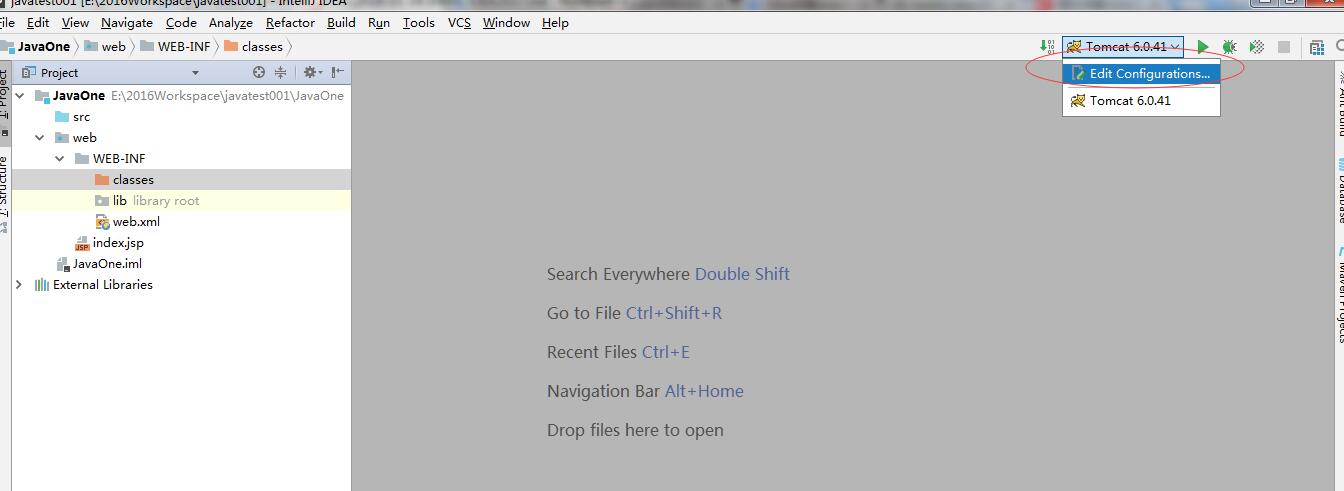 javatest001 [E:\2016Workspace\javatest001] - IntelliJ IDEA
File Edit View Navigate Code Analyze Refactor Build Run Tools VCS Window Help
JavaOne web WEB-INF classes
Tomcat 6.0.41
Edit Configurations...
Tomcat 6.0.41
Project
JavaOne E:\2016Workspace\javatest001\JavaOne
src
web
WEB-INF
classes
lib library root
web.xml
index.jsp
JavaOne.iml
External Libraries
1: Project
7: Structure
Search Everywhere Double Shift
Go to File Ctrl+Shift+R
Recent Files Ctrl+E
Navigation Bar Alt+Home
Drop files here to open
Ant Build
Database
Maven Projects